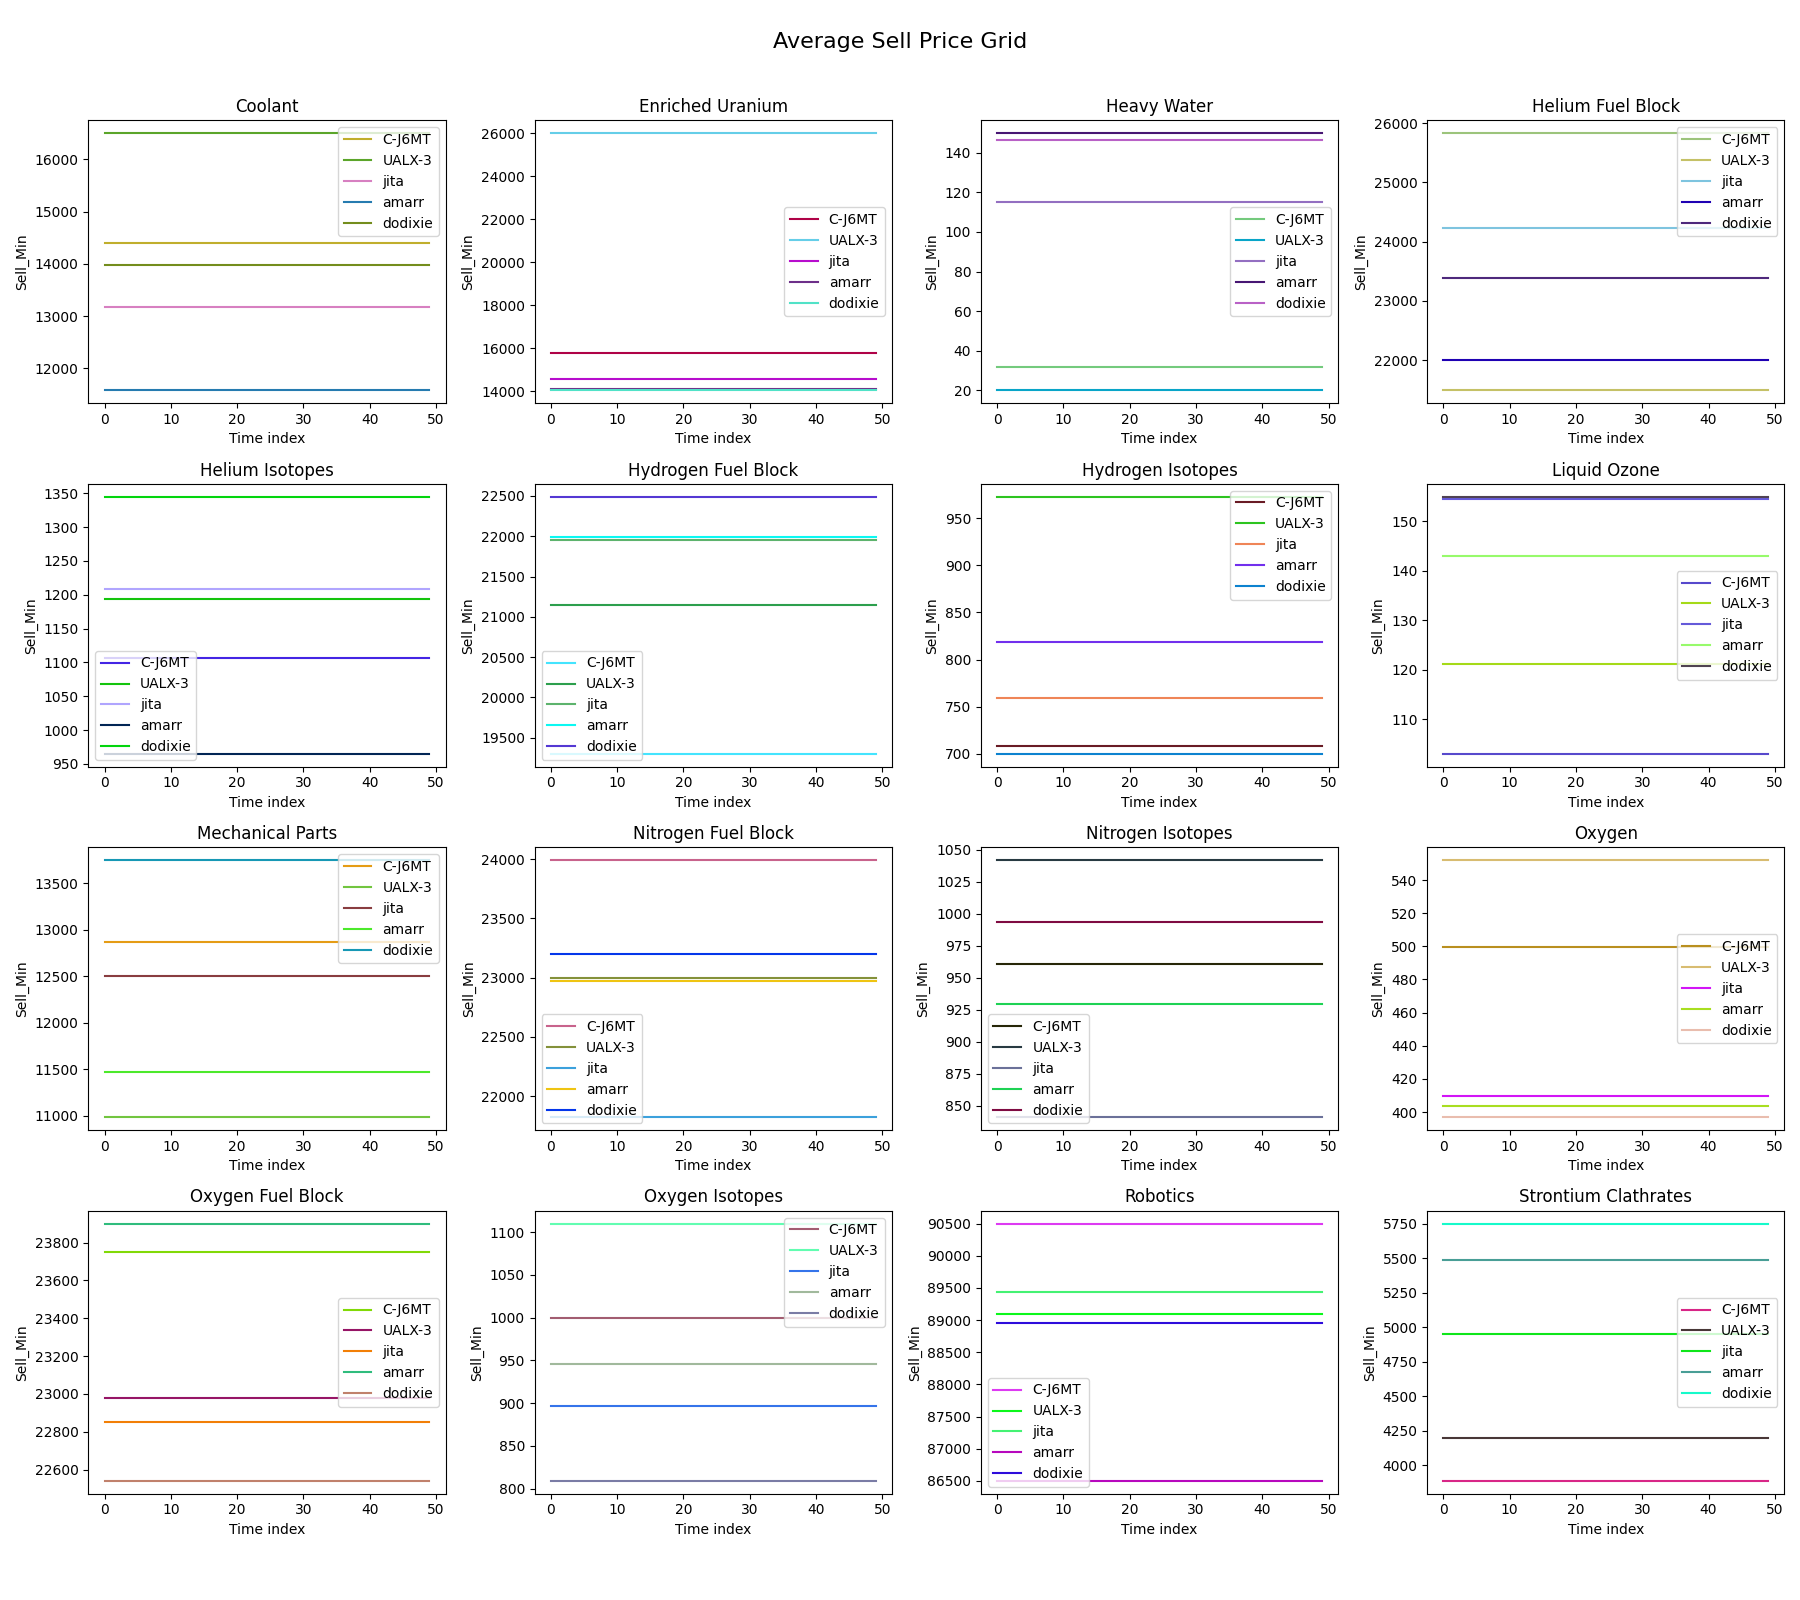 Average Sell Price Grid
Coolant
Sell_Min
16000
15000
14000
13000
12000
C-J6MT
UALX-3
jita
amarr
dodixie
0 10 20 30 40 50
Time index
Enriched Uranium
Sell_Min
26000
24000
22000
20000
18000
16000
14000
C-J6MT
UALX-3
jita
amarr
dodixie
0 10 20 30 40 50
Time index
Heavy Water
Sell_Min
140
120
100
80
60
40
20
C-J6MT
UALX-3
jita
amarr
dodixie
0 10 20 30 40 50
Time index
Helium Fuel Block
Sell_Min
26000
25000
24000
23000
22000
C-J6MT
UALX-3
jita
amarr
dodixie
0 10 20 30 40 50
Time index
Helium Isotopes
Sell_Min
1350
1300
1250
1200
1150
1100
1050
1000
950
C-J6MT
UALX-3
jita
amarr
dodixie
0 10 20 30 40 50
Time index
Hydrogen Fuel Block
Sell_Min
22500
22000
21500
21000
20500
20000
19500
C-J6MT
UALX-3
jita
amarr
dodixie
0 10 20 30 40 50
Time index
Hydrogen Isotopes
Sell_Min
950
900
850
800
750
700
C-J6MT
UALX-3
jita
amarr
dodixie
0 10 20 30 40 50
Time index
Liquid Ozone
Sell_Min
150
140
130
120
110
C-J6MT
UALX-3
jita
amarr
dodixie
0 10 20 30 40 50
Time index
Mechanical Parts
Sell_Min
13500
13000
12500
12000
11500
11000
C-J6MT
UALX-3
jita
amarr
dodixie
0 10 20 30 40 50
Time index
Nitrogen Fuel Block
Sell_Min
24000
23500
23000
22500
22000
C-J6MT
UALX-3
jita
amarr
dodixie
0 10 20 30 40 50
Time index
Nitrogen Isotopes
Sell_Min
1050
1025
1000
975
950
925
900
875
850
C-J6MT
UALX-3
jita
amarr
dodixie
0 10 20 30 40 50
Time index
Oxygen
Sell_Min
540
520
500
480
460
440
420
400
C-J6MT
UALX-3
jita
amarr
dodixie
0 10 20 30 40 50
Time index
Oxygen Fuel Block
Sell_Min
23800
23600
23400
23200
23000
22800
22600
C-J6MT
UALX-3
jita
amarr
dodixie
0 10 20 30 40 50
Time index
Oxygen Isotopes
Sell_Min
1100
1050
1000
950
900
850
800
C-J6MT
UALX-3
jita
amarr
dodixie
0 10 20 30 40 50
Time index
Robotics
Sell_Min
90500
90000
89500
89000
88500
88000
87500
87000
86500
C-J6MT
UALX-3
jita
amarr
dodixie
0 10 20 30 40 50
Time index
Strontium Clathrates
Sell_Min
5750
5500
5250
5000
4750
4500
4250
4000
C-J6MT
UALX-3
jita
amarr
dodixie
0 10 20 30 40 50
Time index